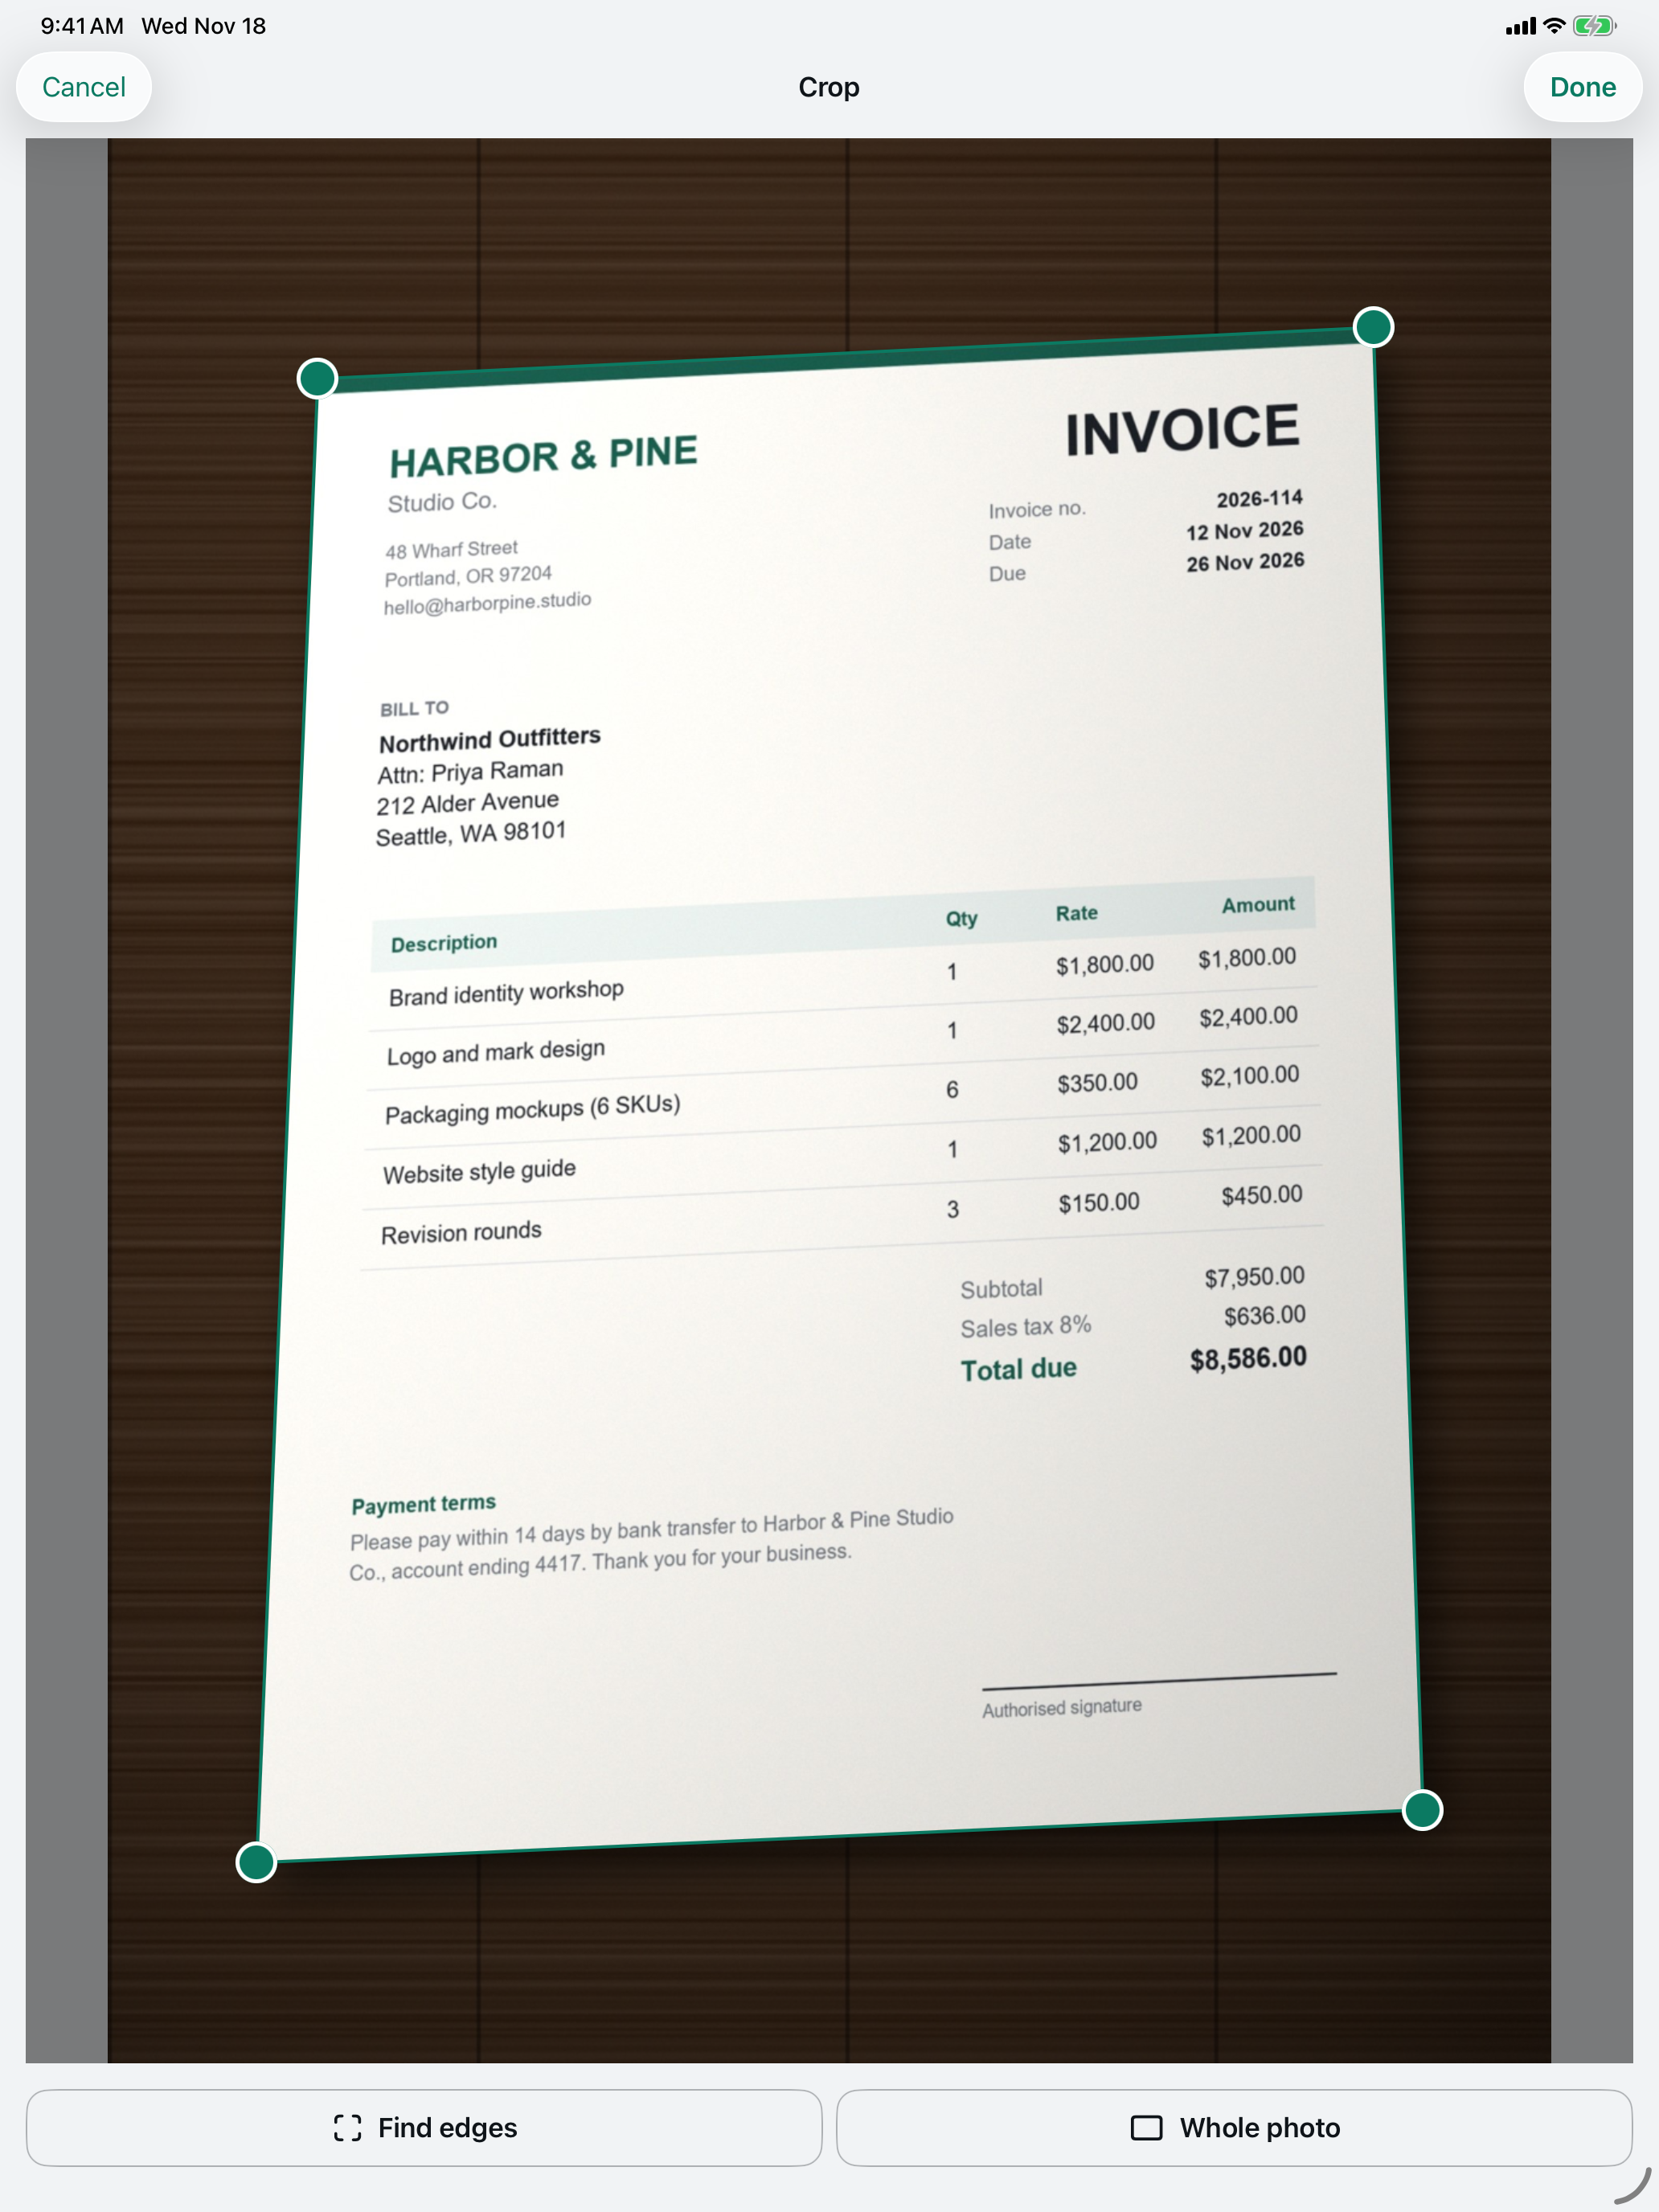 9:41 AM Wed Nov 18
Cancel
Crop
Done
HARBOR & PINE
Studio Co.
48 Wharf Street
Portland, OR 97204
hello@harborpine.studio
INVOICE
Invoice no. 2026-114
Date 12 Nov 2026
Due 26 Nov 2026
BILL TO
Northwind Outfitters
Attn: Priya Raman
212 Alder Avenue
Seattle, WA 98101
Description Qty Rate Amount
Brand identity workshop 1 $1,800.00 $1,800.00
Logo and mark design 1 $2,400.00 $2,400.00
Packaging mockups (6 SKUs) 6 $350.00 $2,100.00
Website style guide 1 $1,200.00 $1,200.00
Revision rounds 3 $150.00 $450.00
Subtotal $7,950.00
Sales tax 8% $636.00
Total due $8,586.00
Payment terms
Please pay within 14 days by bank transfer to Harbor & Pine Studio
Co., account ending 4417. Thank you for your business.
Authorised signature
Find edges
Whole photo